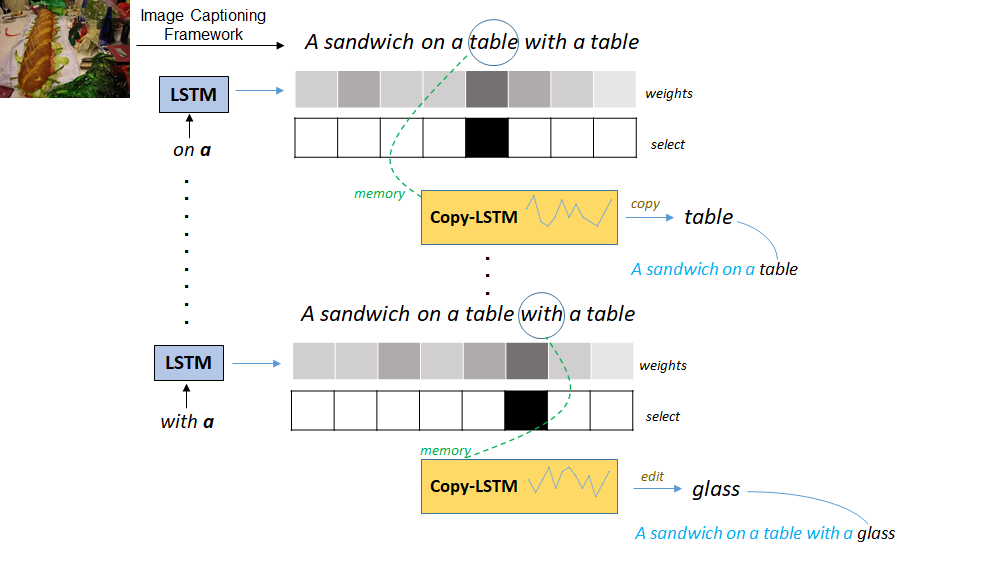 Image Captioning
Framework
A sandwich on a table with a table
LSTM
weights
on a
select
memory
Copy-LSTM
copy
table
A sandwich on a table
A sandwich on a table with a table
LSTM
weights
with a
select
memory
Copy-LSTM
edit
glass
A sandwich on a table with a glass